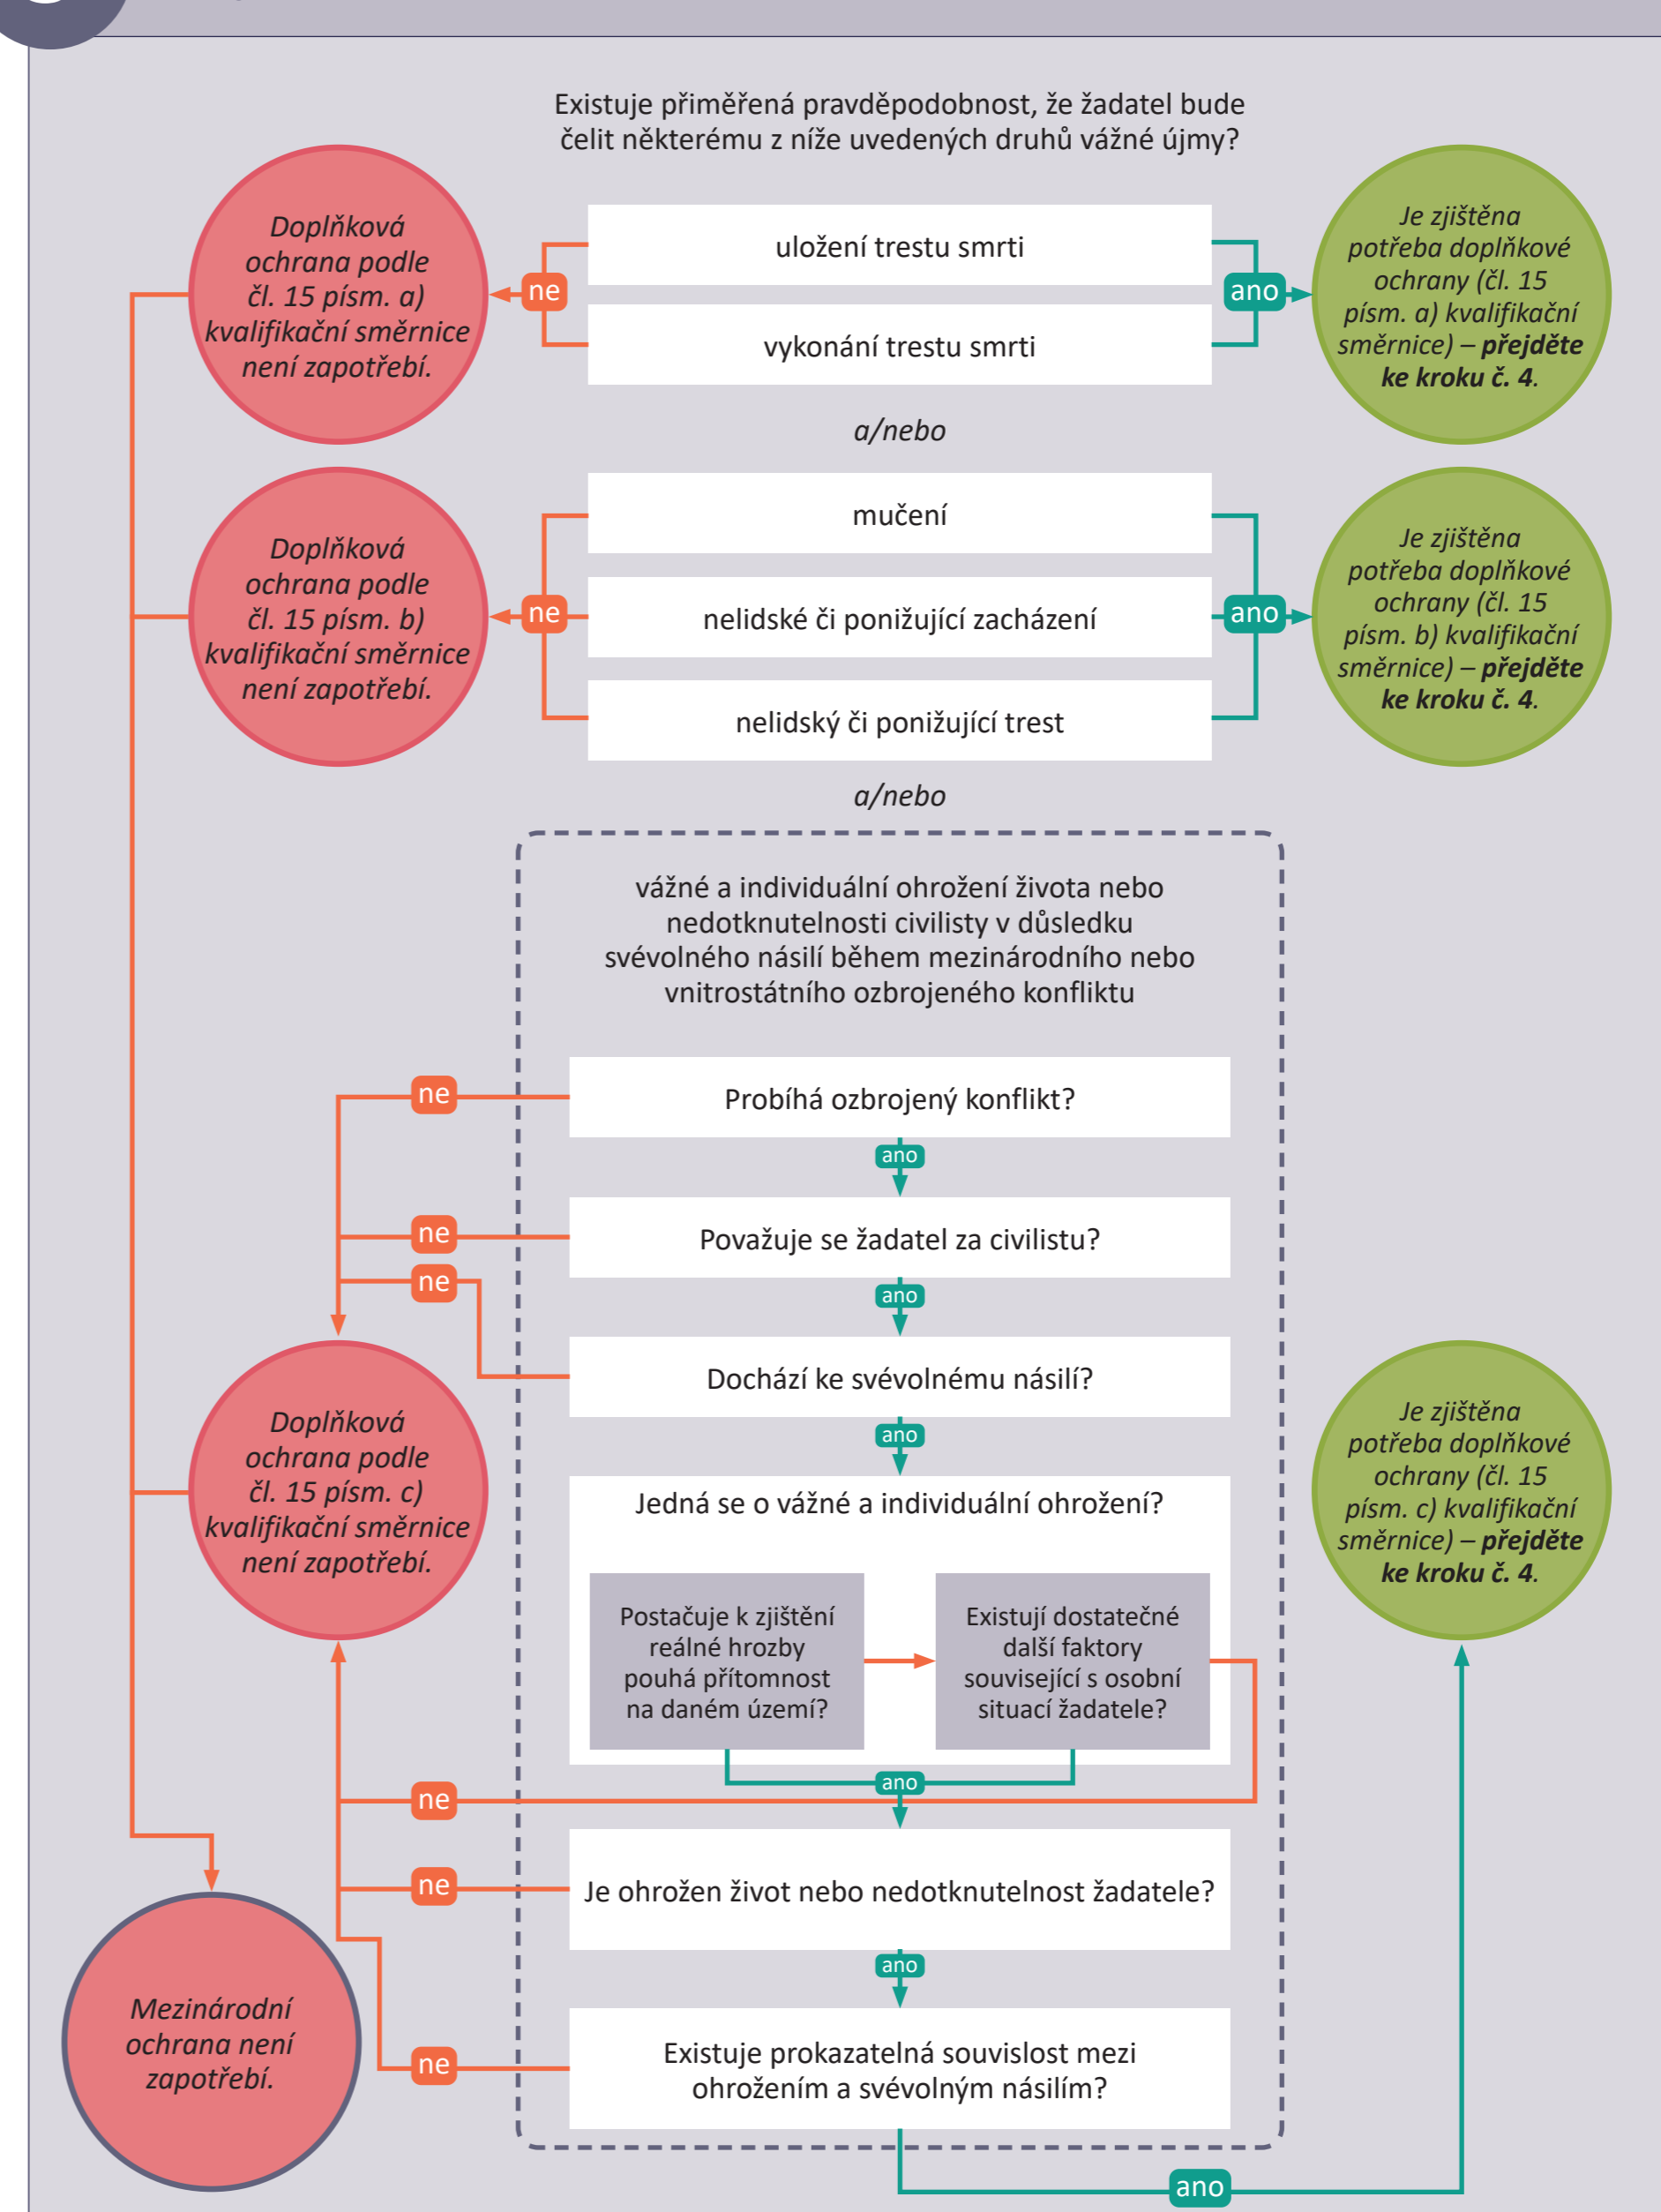 Existuje přiměřená pravděpodobnost, že žadatel bude
čelit některému z níže uvedených druhů vážné újmy?
Doplňková
ochrana podle
čl. 15 písm. a)
kvalifikační směrnice
není zapotřebí.
ne
uložení trestu smrti
vykonání trestu smrti
ano
Je zjištěna
potřeba doplňkové
ochrany (čl. 15
písm. a) kvalifikační
směrnice) – přejděte
ke kroku č. 4.
a/nebo
Doplňková
ochrana podle
čl. 15 písm. b)
kvalifikační směrnice
není zapotřebí.
ne
mučení
nelidské či ponižující zacházení
nelidský či ponižující trest
ano
Je zjištěna
potřeba doplňkové
ochrany (čl. 15
písm. b) kvalifikační
směrnice) – přejděte
ke kroku č. 4.
a/nebo
vážné a individuální ohrožení života nebo
nedotknutelnosti civilisty v důsledku
svévolného násilí během mezinárodního nebo
vnitrostátního ozbrojeného konfliktu
ne
Probíhá ozbrojený konflikt?
ano
ne
Považuje se žadatel za civilistu?
ne
ano
Dochází ke svévolnému násilí?
ano
Doplňková
ochrana podle
čl. 15 písm. c)
kvalifikační směrnice
není zapotřebí.
Jedná se o vážné a individuální ohrožení?
Postačuje k zjištění
reálné hrozby
pouhá přítomnost
na daném území?
Existují dostatečné
další faktory
související s osobní
situací žadatele?
Je zjištěna
potřeba doplňkové
ochrany (čl. 15
písm. c) kvalifikační
směrnice) – přejděte
ke kroku č. 4.
ano
ne
ne
Je ohrožen život nebo nedotknutelnost žadatele?
ano
Mezinárodní
ochrana není
zapotřebí.
ne
Existuje prokazatelná souvislost mezi
ohrožením a svévolným násilím?
ano